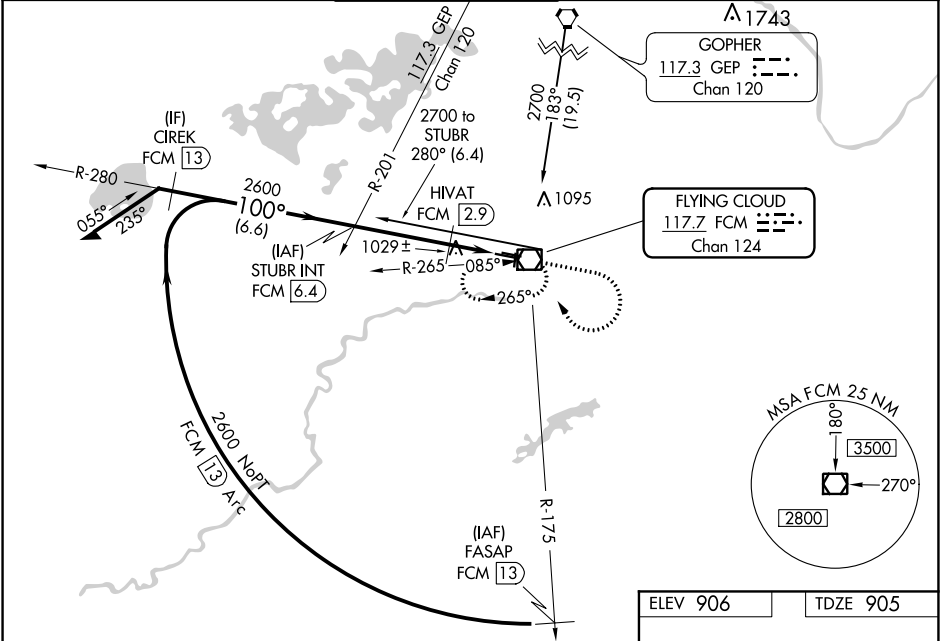 1743
GOPHER
117.3 GEP
Chan 120
117.3 GEP
Chan 120
2700
183°
(19.5)
2700 to
STUBR
280° (6.4)
(IF)
CIREK
FCM 13
R-280
R-201
HIVAT
FCM 2.9
1095
FLYING CLOUD
117.7 FCM
Chan 124
055°
235°
2600
100°
(6.6)
(IAF)
STUBR INT
FCM 6.4
1029 ±
R-265
085°
265°
2600 NoPT
FCM 13 Arc
R-175
(IAF)
FASAP
FCM 13
MSA FCM 25 NM
180°
3500
270°
2800
ELEV 906
TDZE 905